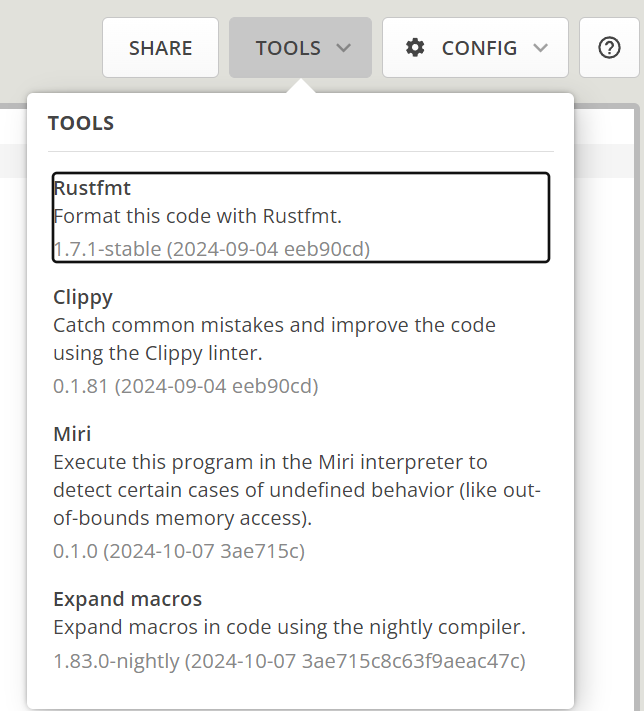 SHARE TOOLS CONFIG
TOOLS
Rustfmt
Format this code with Rustfmt.
1.7.1-stable (2024-09-04 eeb90cd)
Clippy
Catch common mistakes and improve the code
using the Clippy linter.
0.1.81 (2024-09-04 eeb90cd)
Miri
Execute this program in the Miri interpreter to
detect certain cases of undefined behavior (like out-
of-bounds memory access).
0.1.0 (2024-10-07 3ae715c)
Expand macros
Expand macros in code using the nightly compiler.
1.83.0-nightly (2024-10-07 3ae715c8c63f9aeac47c)